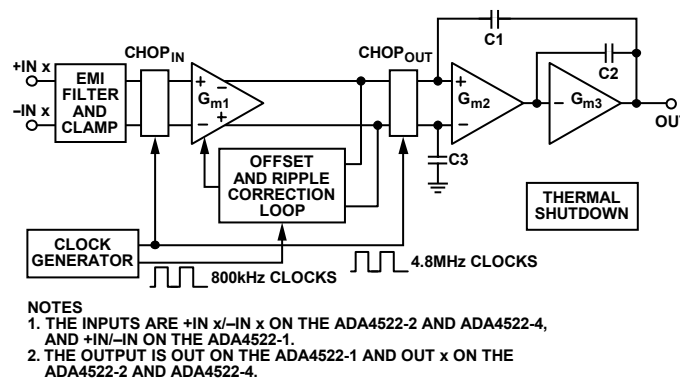 CHOPIN
CHOPOUT
C1
+IN x
–IN x
EMI
FILTER
AND
CLAMP
+
–
Gm1
–
+
+
Gm2
–
C2
–
Gm3
OUT
C3
OFFSET
AND RIPPLE
CORRECTION
LOOP
THERMAL
SHUTDOWN
CLOCK
GENERATOR
800kHz CLOCKS
4.8MHz CLOCKS
NOTES
1. THE INPUTS ARE +IN x/–IN x ON THE ADA4522-2 AND ADA4522-4,
AND +IN/–IN ON THE ADA4522-1.
2. THE OUTPUT IS OUT ON THE ADA4522-1 AND OUT x ON THE
ADA4522-2 AND ADA4522-4.